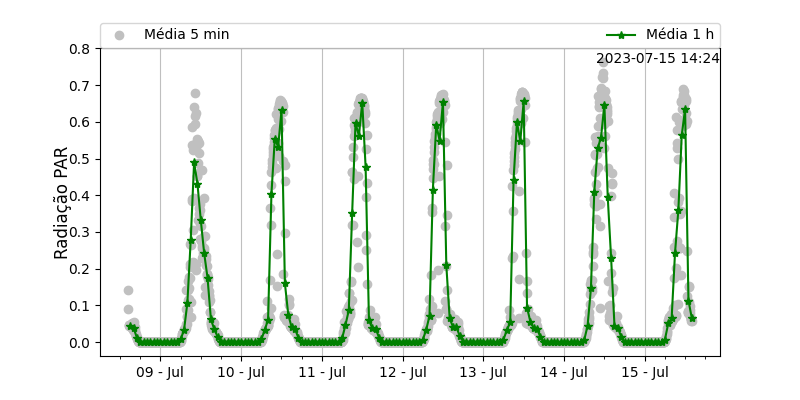 Média 5 min
Média 1 h
2023-07-15 14:24
Radiação PAR
0.8
0.7
0.6
0.5
0.4
0.3
0.2
0.1
0.0
09 - Jul
10 - Jul
11 - Jul
12 - Jul
13 - Jul
14 - Jul
15 - Jul